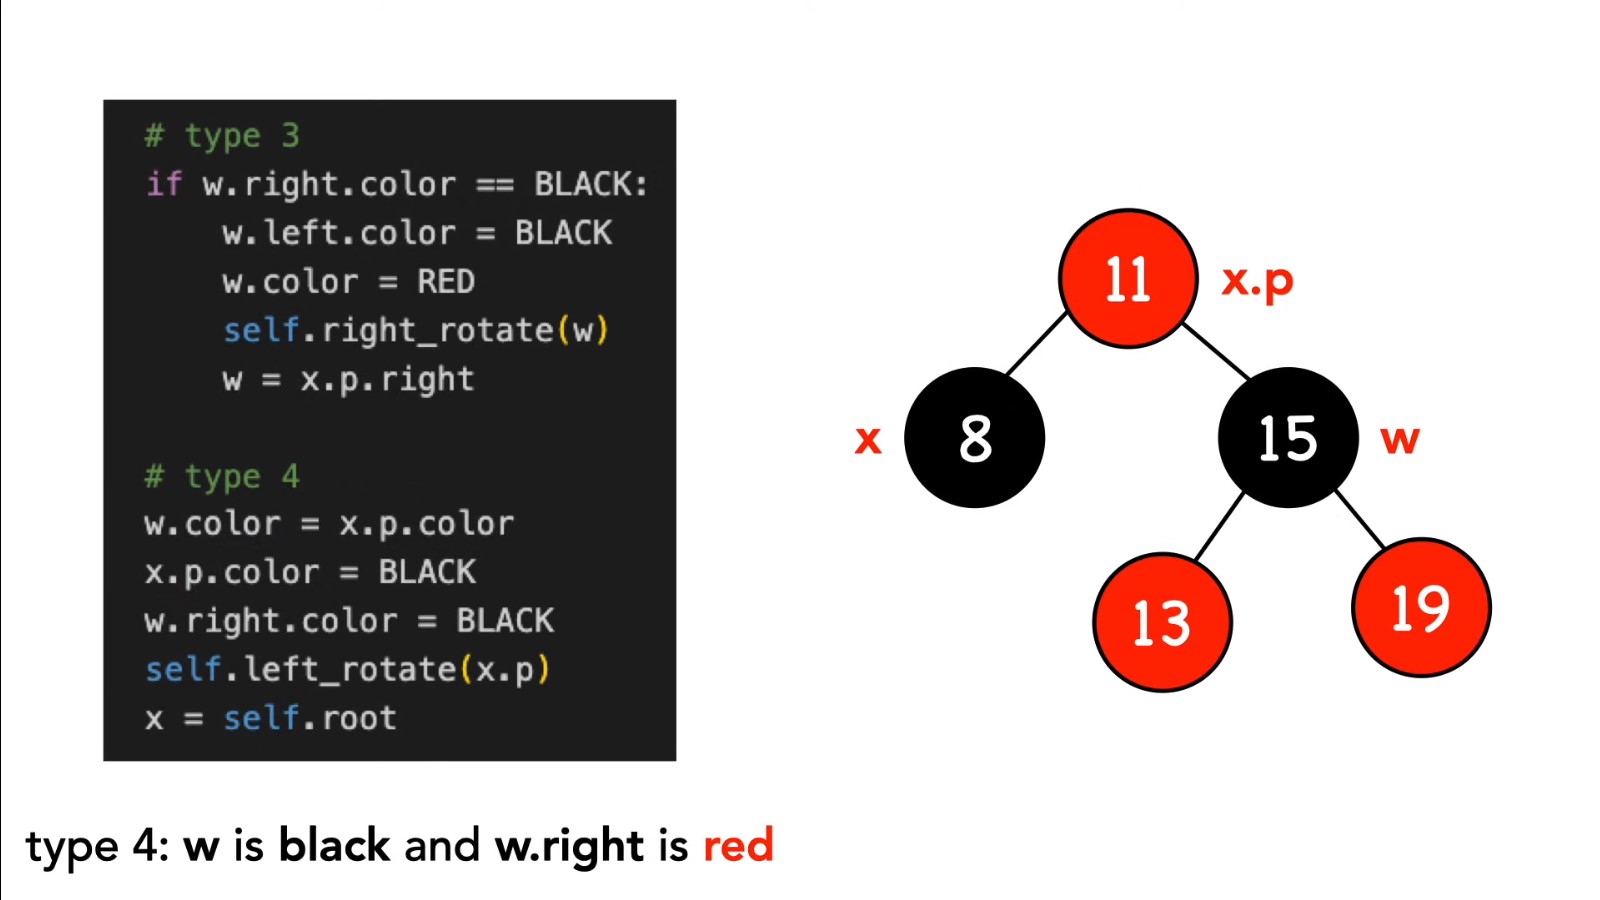 # type 3
if w.right.color == BLACK:
    w.left.color = BLACK
    w.color = RED
    self.right_rotate(w)
    w = x.p.right

# type 4
w.color = x.p.color
x.p.color = BLACK
w.right.color = BLACK
self.left_rotate(x.p)
x = self.root
type 4: w is black and w.right is red
11 x.p
x 8 15 w
13 19